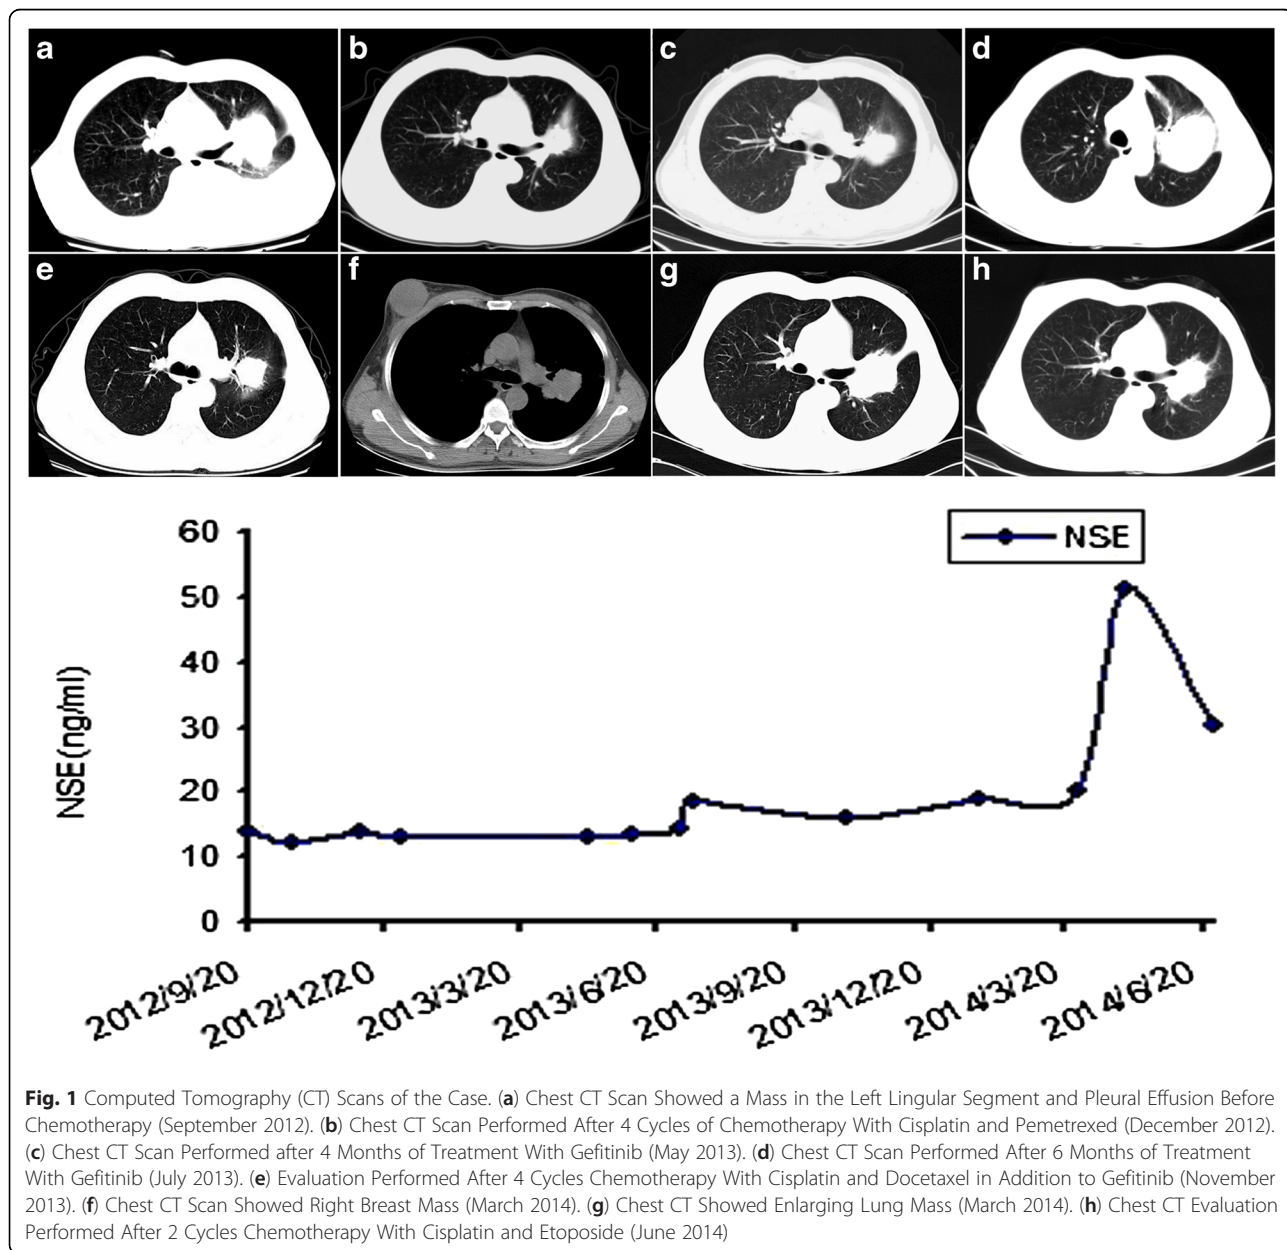 a b c d
e f g h
60
50
40
30
20
10
0
NSE(ng/ml)
NSE
2012/9/20 2012/12/20 2013/3/20 2013/6/20 2013/9/20 2013/12/20 2014/3/20 2014/6/20
Fig. 1 Computed Tomography (CT) Scans of the Case. (a) Chest CT Scan Showed a Mass in the Left Lingular Segment and Pleural Effusion Before
Chemotherapy (September 2012). (b) Chest CT Scan Performed After 4 Cycles of Chemotherapy With Cisplatin and Pemetrexed (December 2012).
(c) Chest CT Scan Performed after 4 Months of Treatment With Gefitinib (May 2013). (d) Chest CT Scan Performed After 6 Months of Treatment
With Gefitinib (July 2013). (e) Evaluation Performed After 4 Cycles Chemotherapy With Cisplatin and Docetaxel in Addition to Gefitinib (November
2013). (f) Chest CT Scan Showed Right Breast Mass (March 2014). (g) Chest CT Showed Enlarging Lung Mass (March 2014). (h) Chest CT Evaluation
Performed After 2 Cycles Chemotherapy With Cisplatin and Etoposide (June 2014)